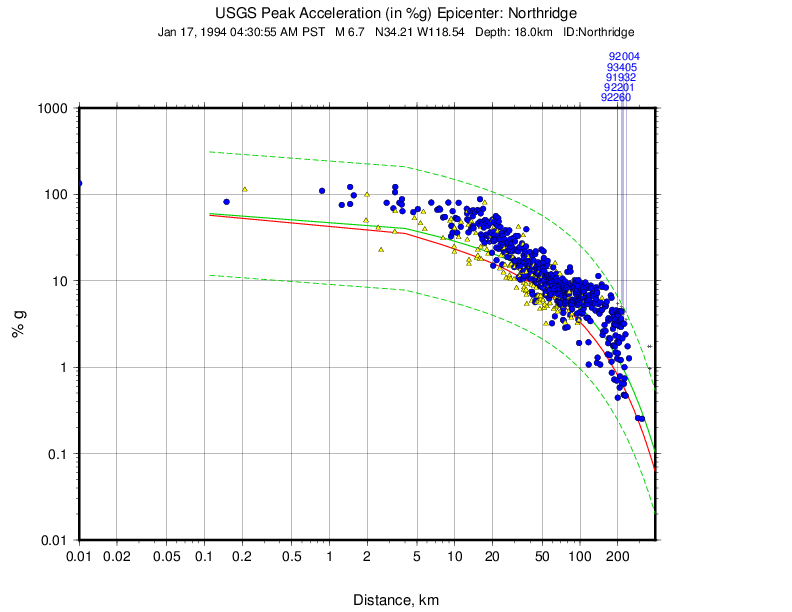 USGS Peak Acceleration (in %g) Epicenter: Northridge
Jan 17, 1994 04:30:55 AM PST M 6.7 N34.21 W118.54 Depth: 18.0km ID:Northridge
92004
93405
91932
92201
92260
1000
100
10
1
0.1
0.01
% g
0.01 0.02 0.05 0.1 0.2 0.5 1 2 5 10 20 50 100 200
Distance, km